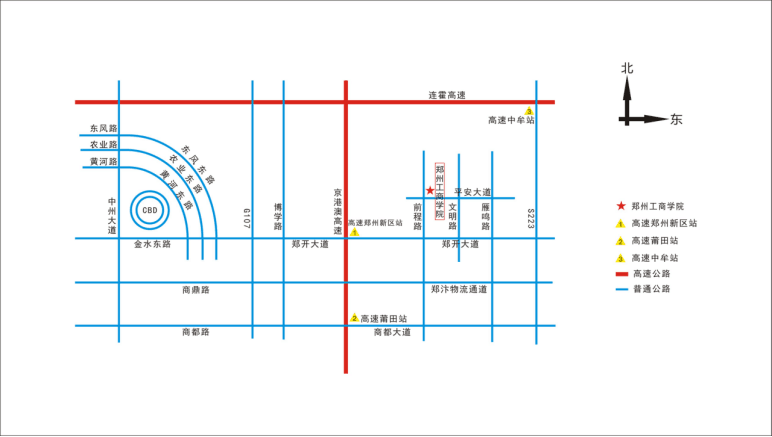 北
东
连霍高速
3
高速中牟站
东风路
农业路
黄河路
东风东路
农业东路
黄河东路
中州大道
CBD
G107
博学路
京港澳高速
高速郑州新区站
1
郑州工商学院
平安大道
前程路
文明路
雁鸣路
S223
金水东路
郑开大道
郑开大道
商鼎路
郑汴物流通道
2
高速莆田站
商都路
商都大道
郑州工商学院
1 高速郑州新区站
2 高速莆田站
3 高速中牟站
高速公路
普通公路